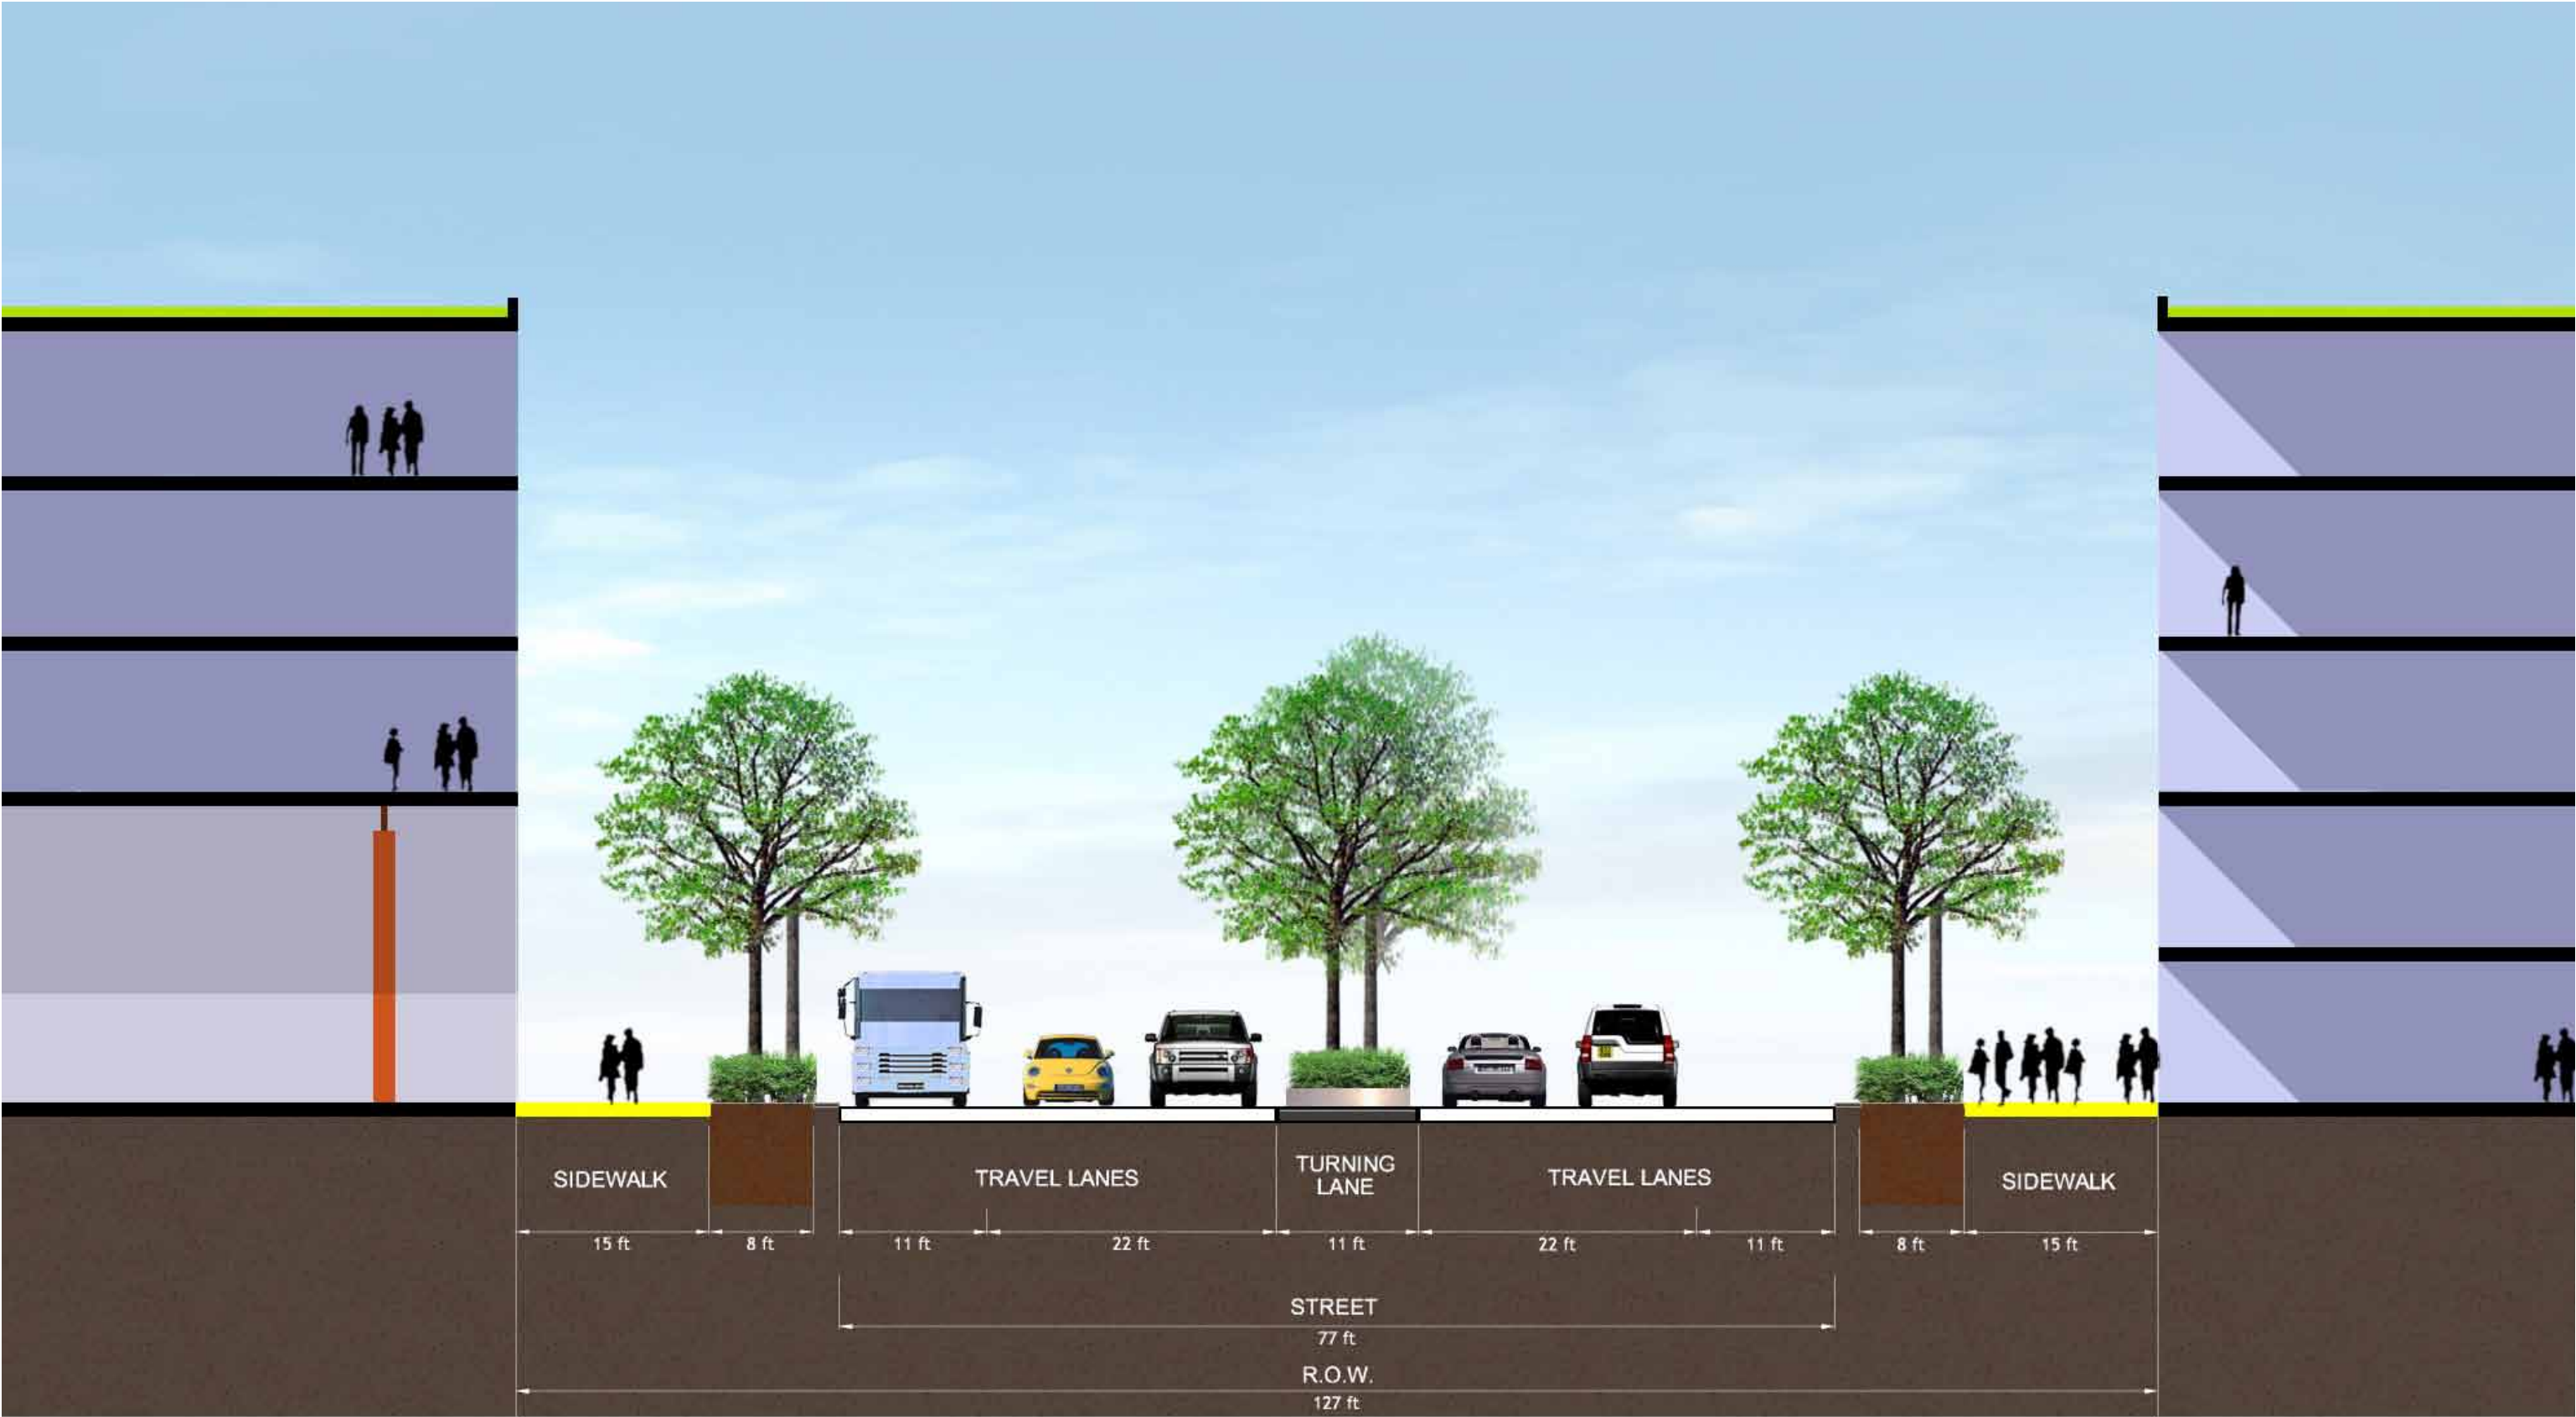 SIDEWALK
TRAVEL LANES
TURNING
LANE
TRAVEL LANES
SIDEWALK
15 ft
8 ft
11 ft
22 ft
11 ft
22 ft
11 ft
8 ft
15 ft
STREET
77 ft
R.O.W.
127 ft